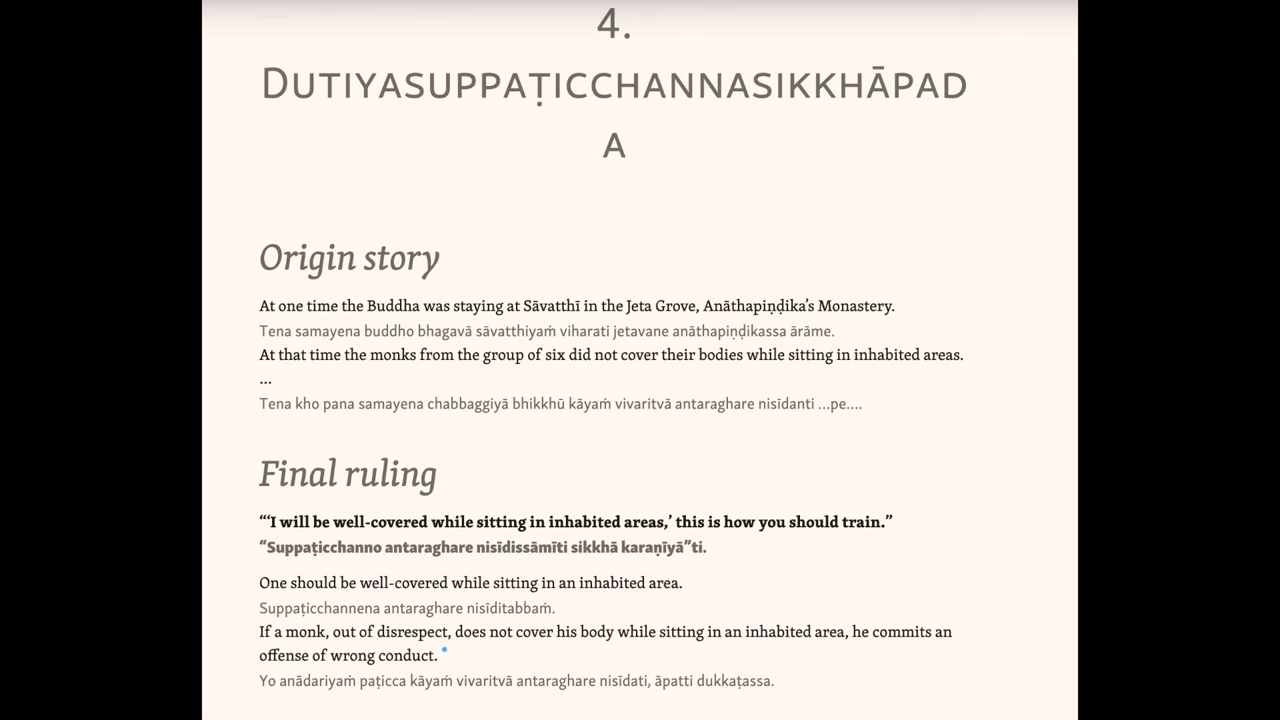 4.
Dutiyasuppaṭicchannasikkhāpad
a
Origin story
At one time the Buddha was staying at Sāvatthī in the Jeta Grove, Anāthapiṇḍika’s Monastery.
Tena samayena buddho bhagavā sāvatthiyaṁ viharati jetavane anāthapiṇḍikassa ārāme.
At that time the monks from the group of six did not cover their bodies while sitting in inhabited areas.
…
Tena kho pana samayena chabbaggiyā bhikkhū kāyaṁ vivaritvā antaraghare nisīdanti …pe….
Final ruling
“‘I will be well-covered while sitting in inhabited areas,’ this is how you should train.”
“Suppaṭicchanno antaraghare nisīdissāmīti sikkhā karaṇīyā”ti.
One should be well-covered while sitting in an inhabited area.
Suppaṭicchannena antaraghare nisīditabbaṁ.
If a monk, out of disrespect, does not cover his body while sitting in an inhabited area, he commits an
offense of wrong conduct.
Yo anādariyaṁ paṭicca kāyaṁ vivaritvā antaraghare nisīdati, āpatti dukkaṭassa.